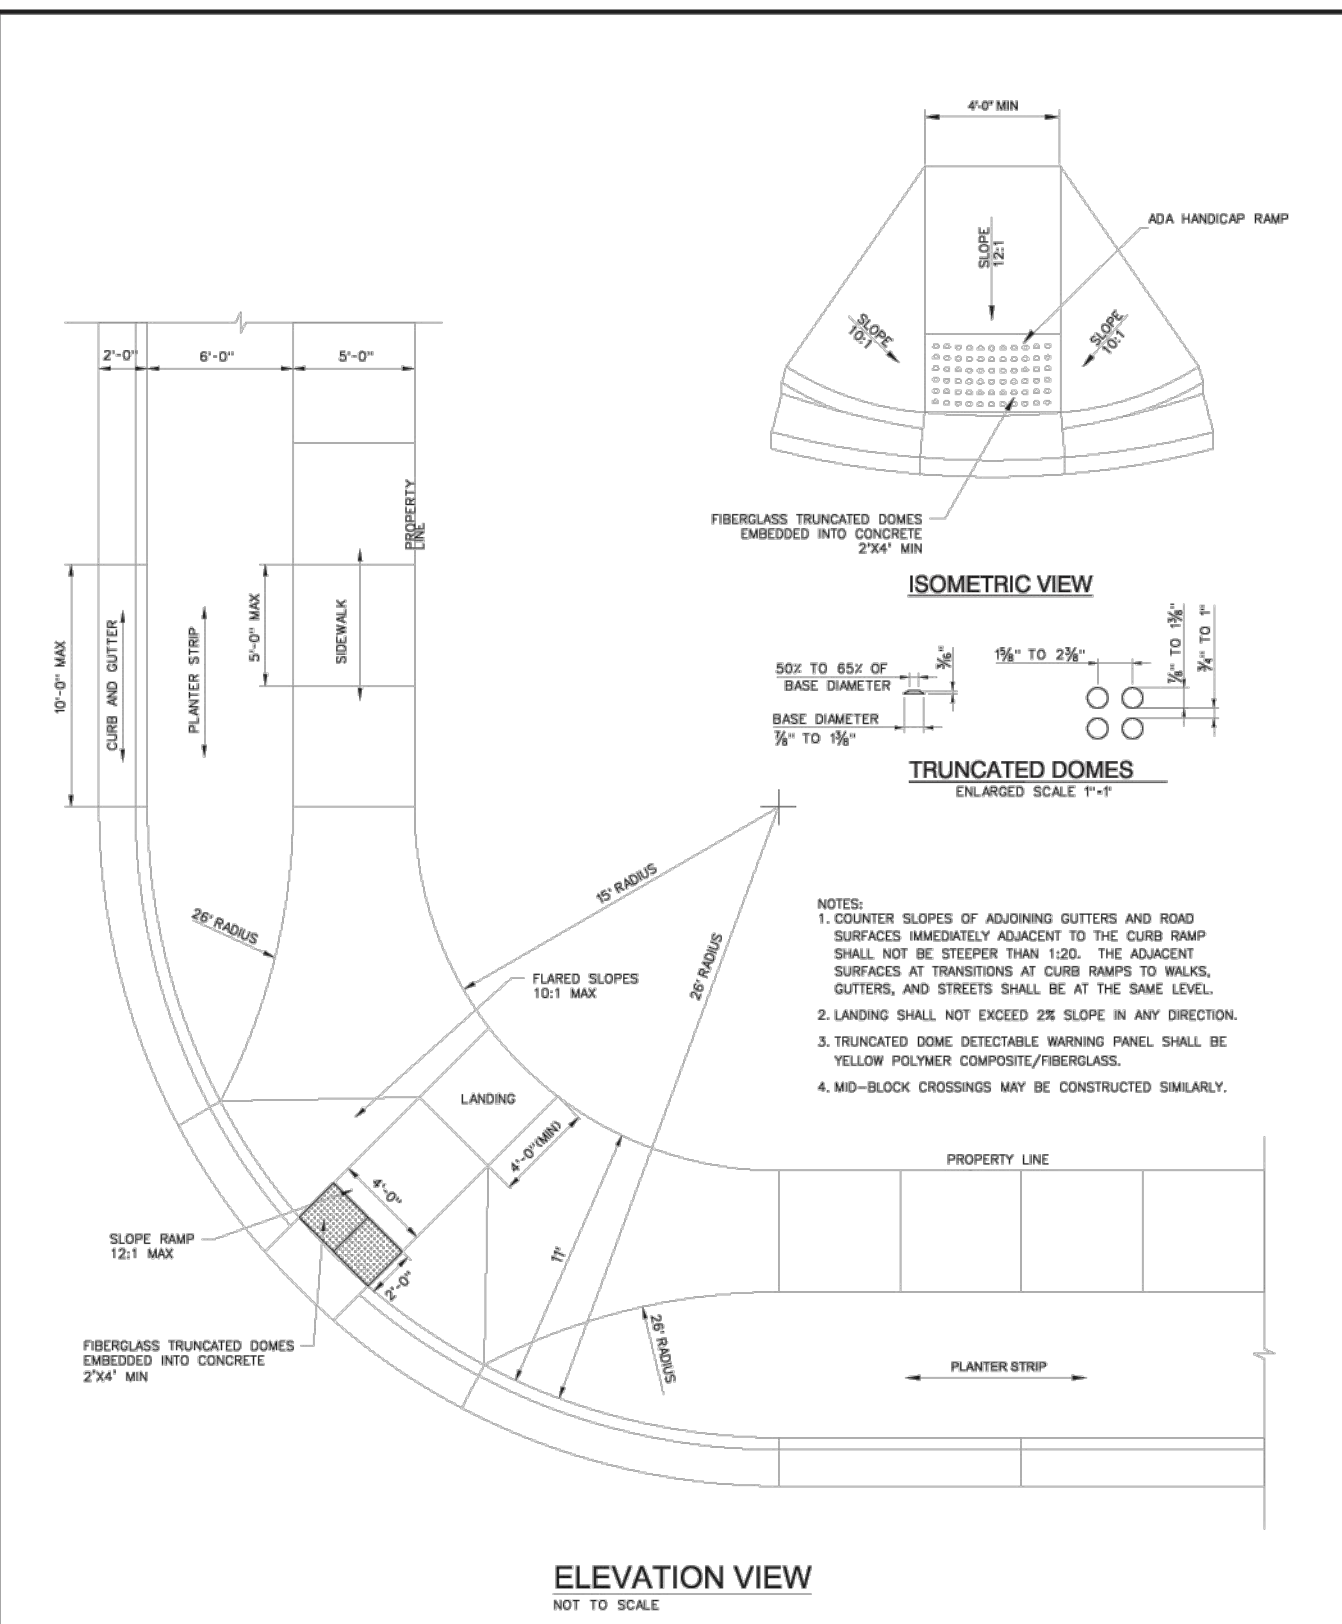 4'-0" MIN
ADA HANDICAP RAMP
SLOPE
12:1
SLOPE
10:1
SLOPE
10:1
FIBERGLASS TRUNCATED DOMES
EMBEDDED INTO CONCRETE
2'X4' MIN
ISOMETRIC VIEW
2'-0"
6'-0"
5'-0"
PROPERTY
LINE
10'-0" MAX
CURB AND GUTTER
PLANTER STRIP
5'-0" MAX
SIDEWALK
50% TO 65% OF
BASE DIAMETER
3/16"
BASE DIAMETER
7/8" TO 1 3/8"
1 5/8" TO 2 3/8"
7/8" TO 1 3/8"
3/4" TO 1"
TRUNCATED DOMES
ENLARGED SCALE 1"-1'
15' RADIUS
26' RADIUS
26' RADIUS
FLARED SLOPES
10:1 MAX
NOTES:
1. COUNTER SLOPES OF ADJOINING GUTTERS AND ROAD
SURFACES IMMEDIATELY ADJACENT TO THE CURB RAMP
SHALL NOT BE STEEPER THAN 1:20. THE ADJACENT
SURFACES AT TRANSITIONS AT CURB RAMPS TO WALKS,
GUTTERS, AND STREETS SHALL BE AT THE SAME LEVEL.
2. LANDING SHALL NOT EXCEED 2% SLOPE IN ANY DIRECTION.
3. TRUNCATED DOME DETECTABLE WARNING PANEL SHALL BE
YELLOW POLYMER COMPOSITE/FIBERGLASS.
4. MID-BLOCK CROSSINGS MAY BE CONSTRUCTED SIMILARLY.
LANDING
4'-0"(MIN)
4'-0"
2'-0"
11'
PROPERTY LINE
SLOPE RAMP
12:1 MAX
FIBERGLASS TRUNCATED DOMES
EMBEDDED INTO CONCRETE
2'X4' MIN
26' RADIUS
PLANTER STRIP
ELEVATION VIEW
NOT TO SCALE